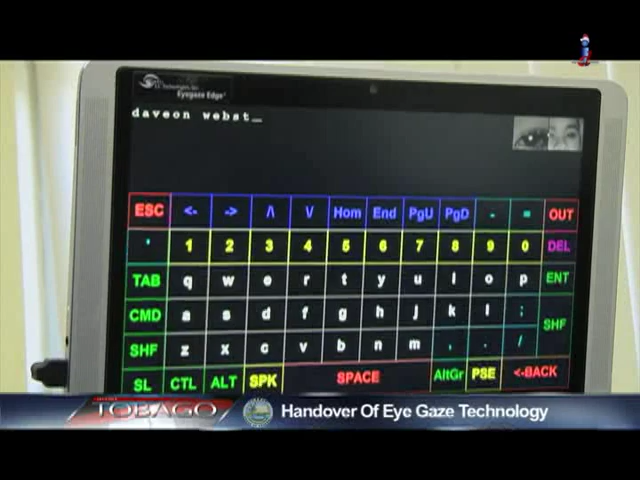 Eyegaze Edge
daveon webst_
ESC <- -> /\ \/ Hom End PgU PgD - = OUT
' 1 2 3 4 5 6 7 8 9 0 DEL
TAB q w e r t y u i o p ENT
CMD a s d f g h j k l ; SHF
SHF z x c v b n m , . /
SL CTL ALT SPK SPACE AltGr PSE <-BACK
TOBAGO Handover Of Eye Gaze Technology